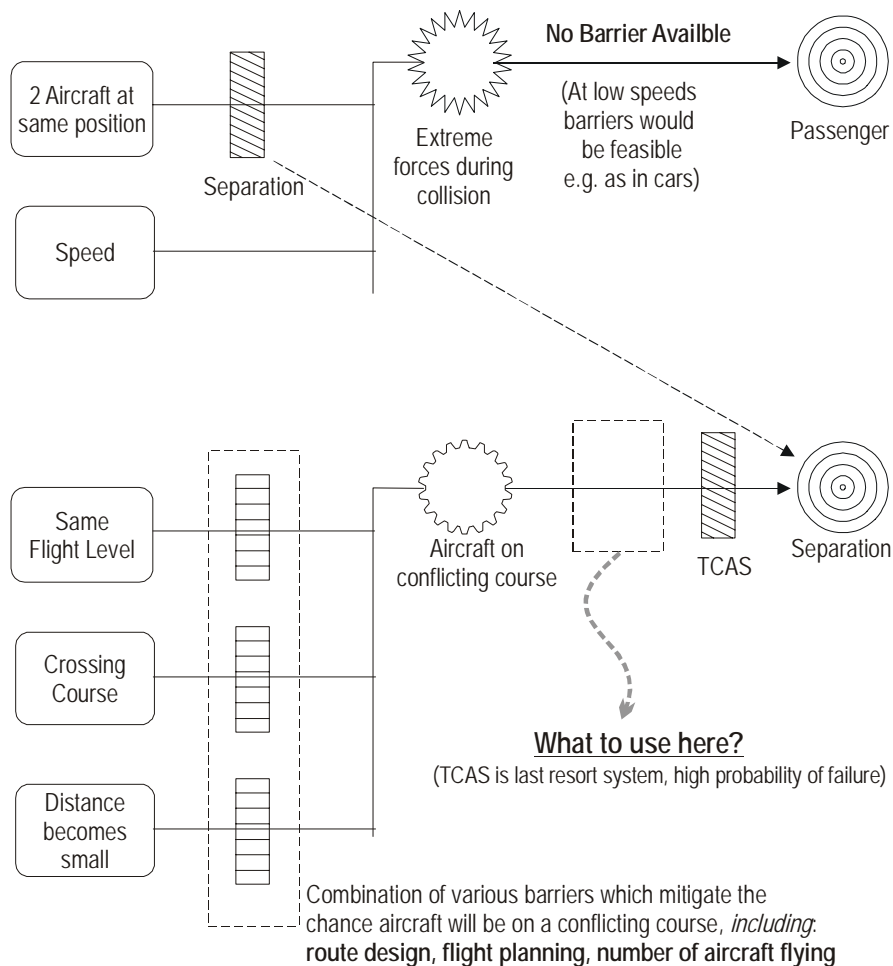 No Barrier Availble
2 Aircraft at
same position
Separation
Extreme
forces during
collision
(At low speeds
barriers would
be feasible
e.g. as in cars)
Passenger
Speed
Same
Flight Level
Aircraft on
conflicting course
TCAS
Separation
Crossing
Course
What to use here?
(TCAS is last resort system, high probability of failure)
Distance
becomes
small
Combination of various barriers which mitigate the
chance aircraft will be on a conflicting course, including:
route design, flight planning, number of aircraft flying